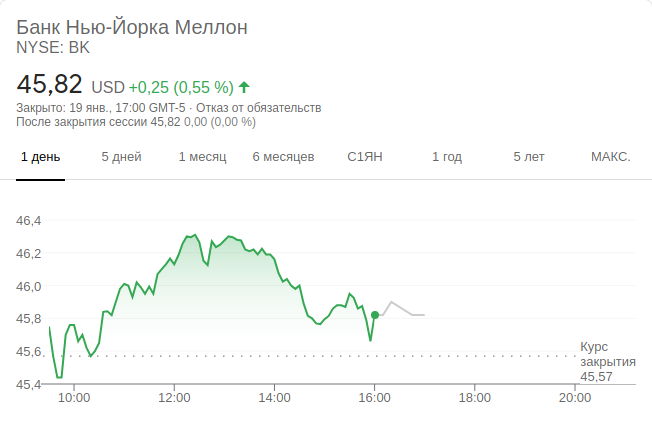 Банк Нью-Йорка Меллон
NYSE: BK
45,82 USD +0,25 (0,55 %)
Закрыто: 19 янв., 17:00 GMT-5 · Отказ от обязательств
После закрытия сессии 45,82 0,00 (0,00 %)
1 день 5 дней 1 месяц 6 месяцев С1ЯН 1 год 5 лет МАКС.
46,4
46,2
46,0
45,8
45,6
45,4
Курс
закрытия
45,57
10:00 12:00 14:00 16:00 18:00 20:00